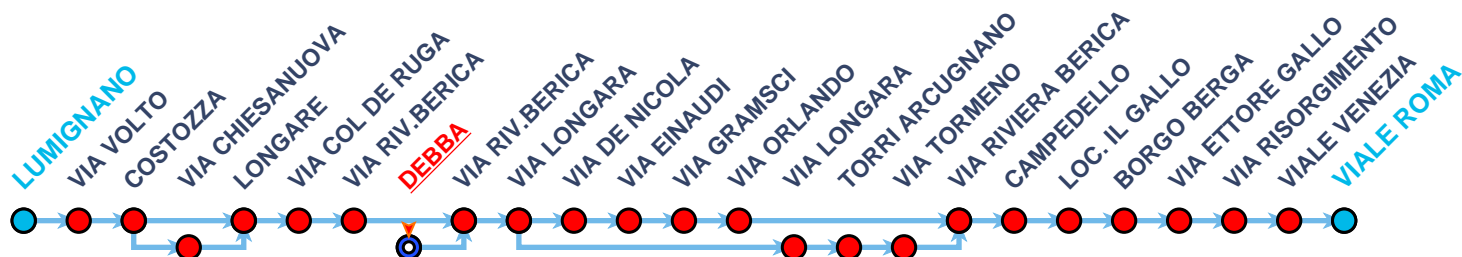 LUMIGNANO
VIA VOLTO
COSTOZZA
VIA CHIESANUOVA
LONGARE
VIA COL DE RUGA
VIA RIV.BERICA
DEBBA
VIA RIV.BERICA
VIA LONGARA
VIA DE NICOLA
VIA EINAUDI
VIA GRAMSCI
VIA ORLANDO
VIA LONGARA
TORRI ARCUGNANO
VIA TORMENO
VIA RIVIERA BERICA
CAMPEDELLO
LOC. IL GALLO
BORGO BERGA
VIA ETTORE GALLO
VIA RISORGIMENTO
VIALE VENEZIA
VIALE ROMA